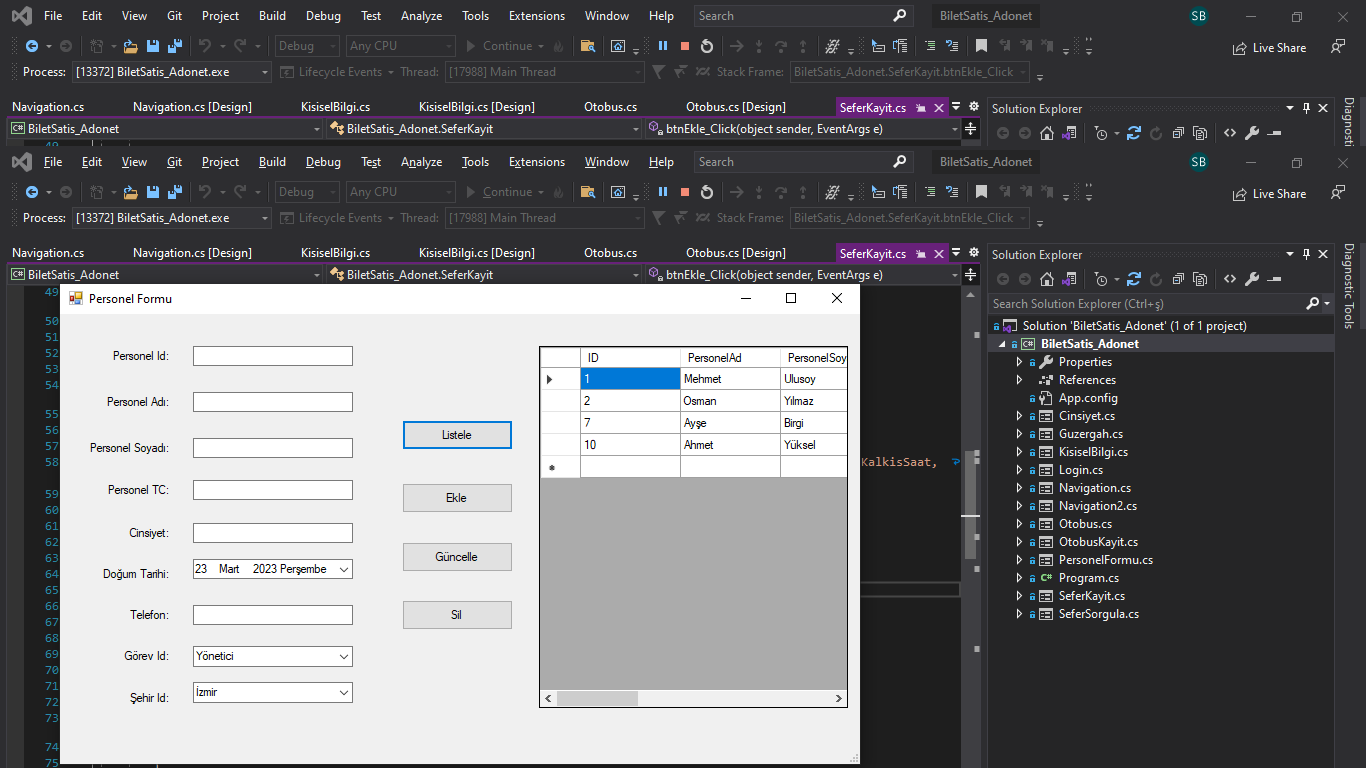 File Edit View Git Project Build Debug Test Analyze Tools Extensions Window Help Search BiletSatis_Adonet SB
Debug Any CPU Continue Live Share
Process: [13372] BiletSatis_Adonet.exe Lifecycle Events Thread: [17988] Main Thread Stack Frame: BiletSatis_Adonet.SeferKayit.btnEkle_Click
Navigation.cs Navigation.cs [Design] KisiselBilgi.cs KisiselBilgi.cs [Design] Otobus.cs Otobus.cs [Design] SeferKayit.cs Solution Explorer
BiletSatis_Adonet BiletSatis_Adonet.SeferKayit btnEkle_Click(object sender, EventArgs e)
Diagnostic
File Edit View Git Project Build Debug Test Analyze Tools Extensions Window Help Search BiletSatis_Adonet SB
Debug Any CPU Continue Live Share
Process: [13372] BiletSatis_Adonet.exe Lifecycle Events Thread: [17988] Main Thread Stack Frame: BiletSatis_Adonet.SeferKayit.btnEkle_Click
Navigation.cs Navigation.cs [Design] KisiselBilgi.cs KisiselBilgi.cs [Design] Otobus.cs Otobus.cs [Design] SeferKayit.cs
BiletSatis_Adonet BiletSatis_Adonet.SeferKayit btnEkle_Click(object sender, EventArgs e)
49
50
51
52
53
54
55
56
57
58
59
60
61
62
63
64
65
66
67
68
69
70
71
72
73
74
75
Personel Formu
Personel Id:
Personel Adı:
Personel Soyadı:
Personel TC:
Cinsiyet:
Doğum Tarihi: 23 Mart 2023 Perşembe
Telefon:
Görev Id: Yönetici
Şehir Id: İzmir
Listele
Ekle
Güncelle
Sil
ID PersonelAd PersonelSoy
1 Mehmet Ulusoy
2 Osman Yılmaz
7 Ayşe Birgi
10 Ahmet Yüksel
KalkisSaat,
Solution Explorer
Search Solution Explorer (Ctrl+ş)
Solution 'BiletSatis_Adonet' (1 of 1 project)
BiletSatis_Adonet
Properties
References
App.config
Cinsiyet.cs
Guzergah.cs
KisiselBilgi.cs
Login.cs
Navigation.cs
Navigation2.cs
Otobus.cs
OtobusKayit.cs
PersonelFormu.cs
Program.cs
SeferKayit.cs
SeferSorgula.cs
Diagnostic Tools